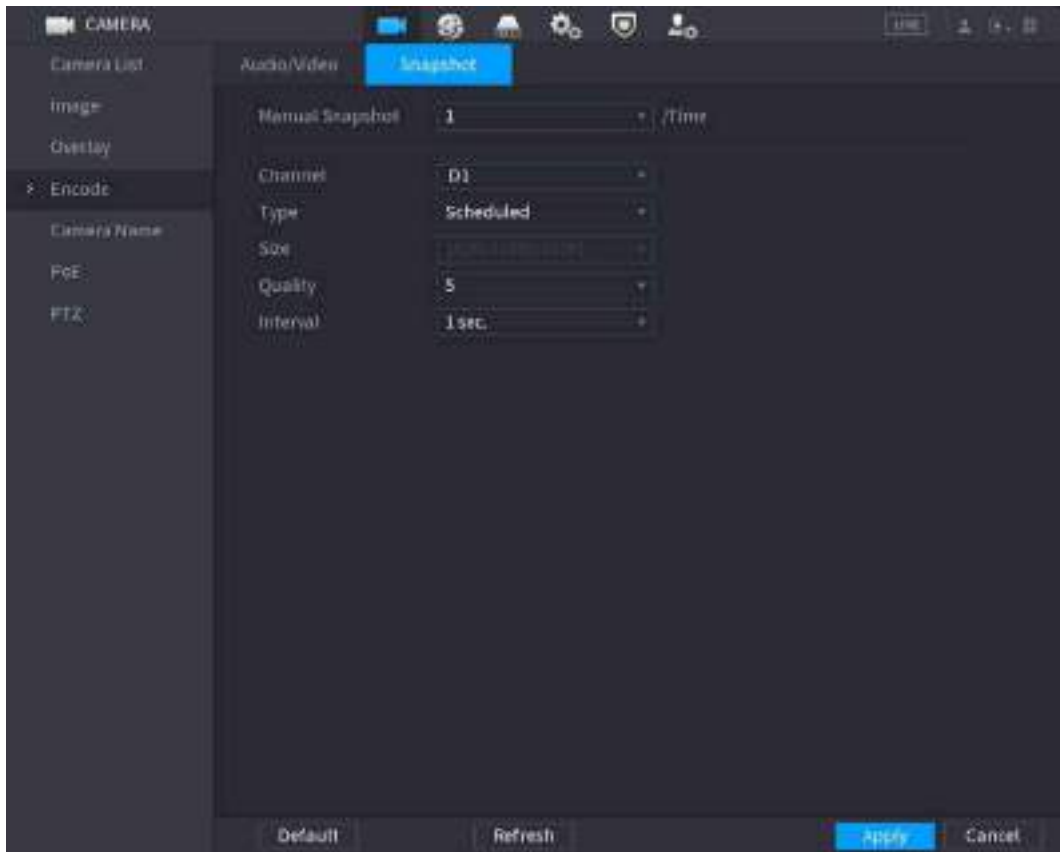 CAMERA
LIVE
Camera List
Audio/Video
Snapshot
Image
Manual Snapshot 1 /Time
Overlay
Encode
Channel D1
Type Scheduled
Camera Name
Size
PoE
Quality 5
PTZ
Interval 1 sec.
Default Refresh Apply Cancel